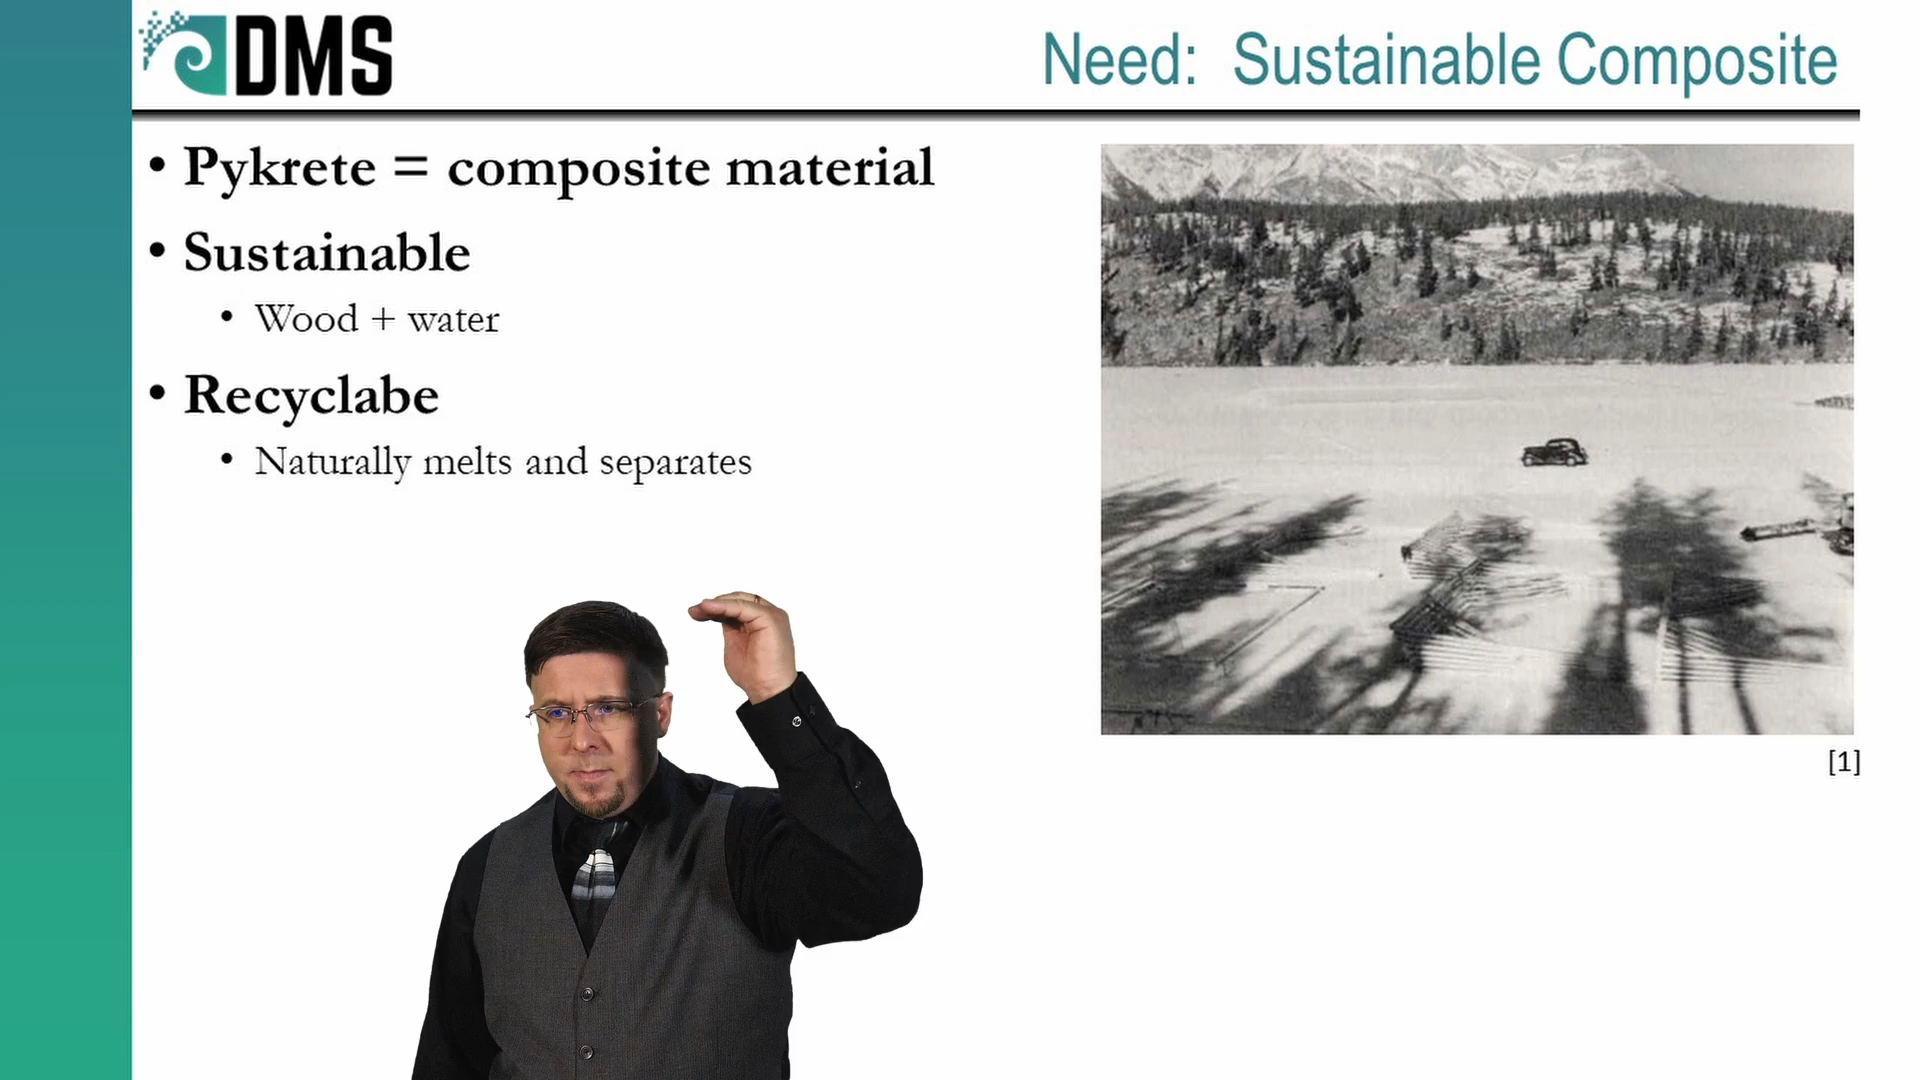 DMS
Need: Sustainable Composite
• Pykrete = composite material
• Sustainable
• Wood + water
• Recyclabe
• Naturally melts and separates
[1]